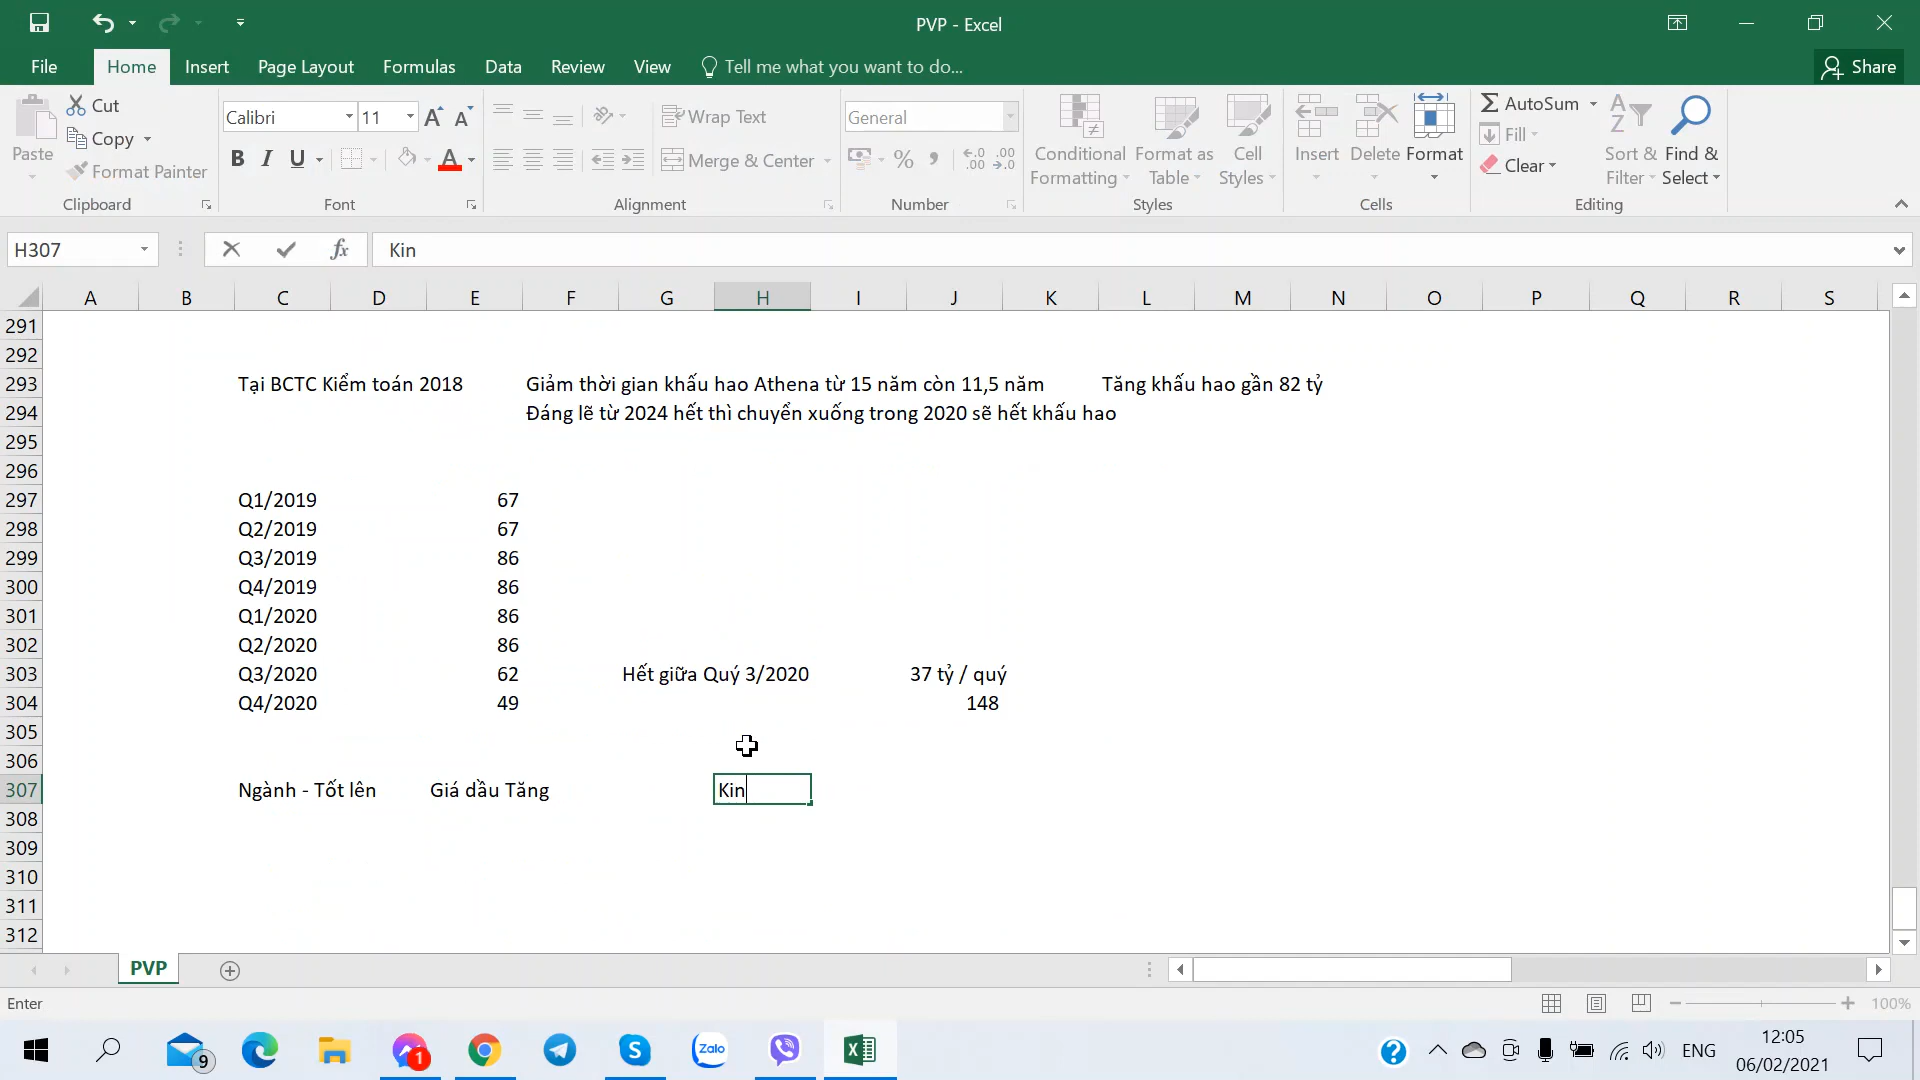 PVP - Excel
File Home Insert Page Layout Formulas Data Review View Tell me what you want to do... Share
Paste Cut Copy Format Painter Clipboard
Calibri 11 A A B I U A Font
Wrap Text Merge & Center Alignment
General % , .0 .00 .00 .0 Number
Conditional Formatting Format as Table Cell Styles Styles
Insert Delete Format Cells
AutoSum Fill Clear Sort & Filter Find & Select Editing
H307 fx Kin
A B C D E F G H I J K L M N O P Q R S
291
292
293 Tại BCTC Kiểm toán 2018 Giảm thời gian khấu hao Athena từ 15 năm còn 11,5 năm Tăng khấu hao gần 82 tỷ
294 Đáng lẽ từ 2024 hết thì chuyển xuống trong 2020 sẽ hết khấu hao
295
296
297 Q1/2019 67
298 Q2/2019 67
299 Q3/2019 86
300 Q4/2019 86
301 Q1/2020 86
302 Q2/2020 86
303 Q3/2020 62 Hết giữa Quý 3/2020 37 tỷ / quý
304 Q4/2020 49 148
305
306
307 Ngành - Tốt lên Giá dầu Tăng Kin
308
309
310
311
312
PVP
Enter 100%
9 1 S Zalo ENG 12:05
06/02/2021